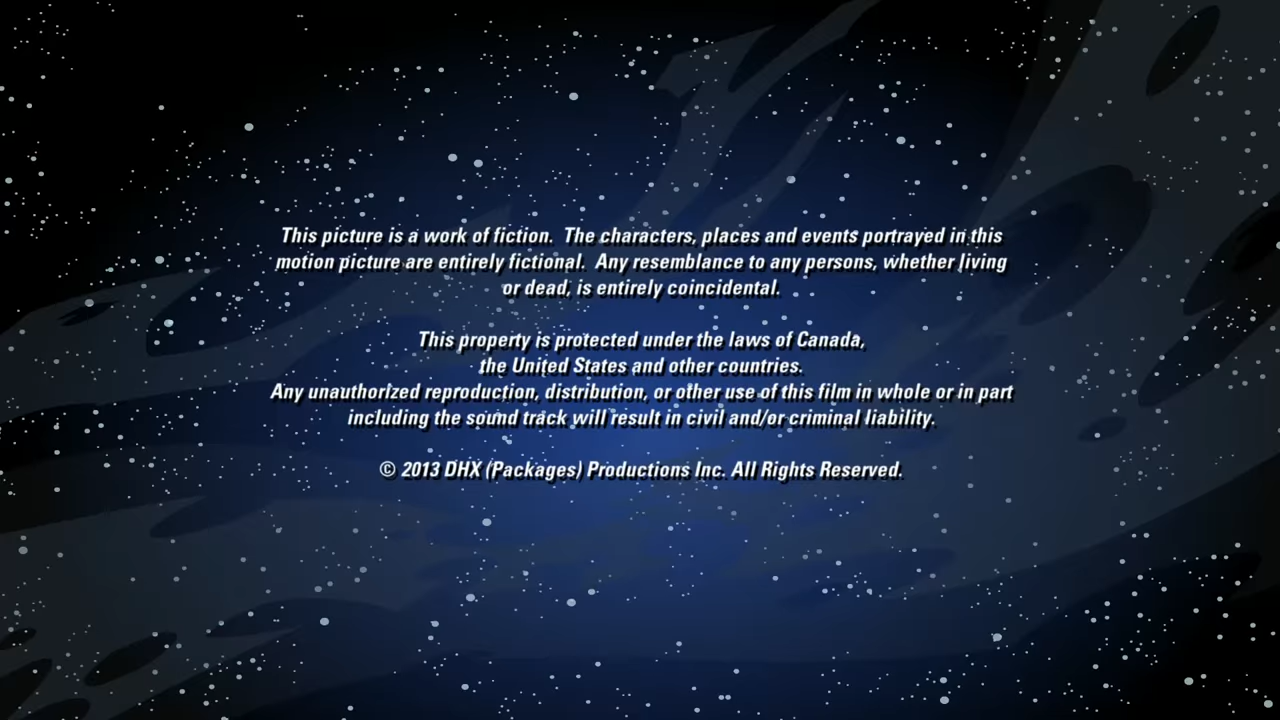 This picture is a work of fiction.  The characters, places and events portrayed in this
motion picture are entirely fictional.  Any resemblance to any persons, whether living
or dead, is entirely coincidental.
This property is protected under the laws of Canada,
the United States and other countries.
Any unauthorized reproduction, distribution, or other use of this film in whole or in part
including the sound track will result in civil and/or criminal liability.
© 2013 DHX (Packages) Productions Inc. All Rights Reserved.